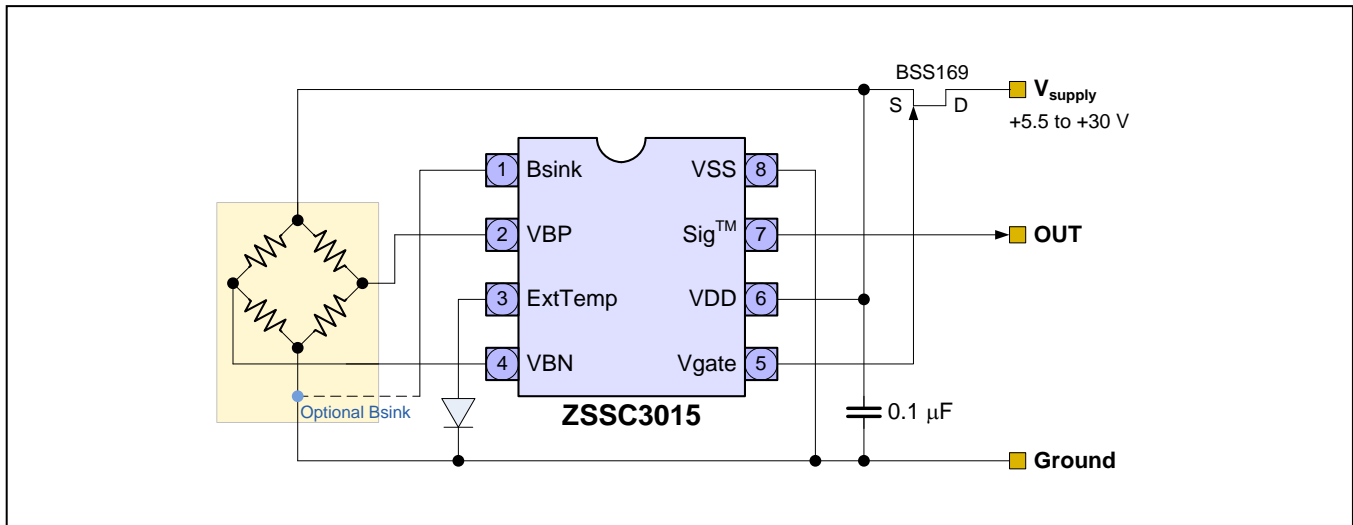 BSS169
S
D
Vsupply
+5.5 to +30 V
1
Bsink
VSS
8
2
VBP
Sig™
7
OUT
3
ExtTemp
VDD
6
4
VBN
Vgate
5
Optional Bsink
ZSSC3015
0.1 μF
Ground